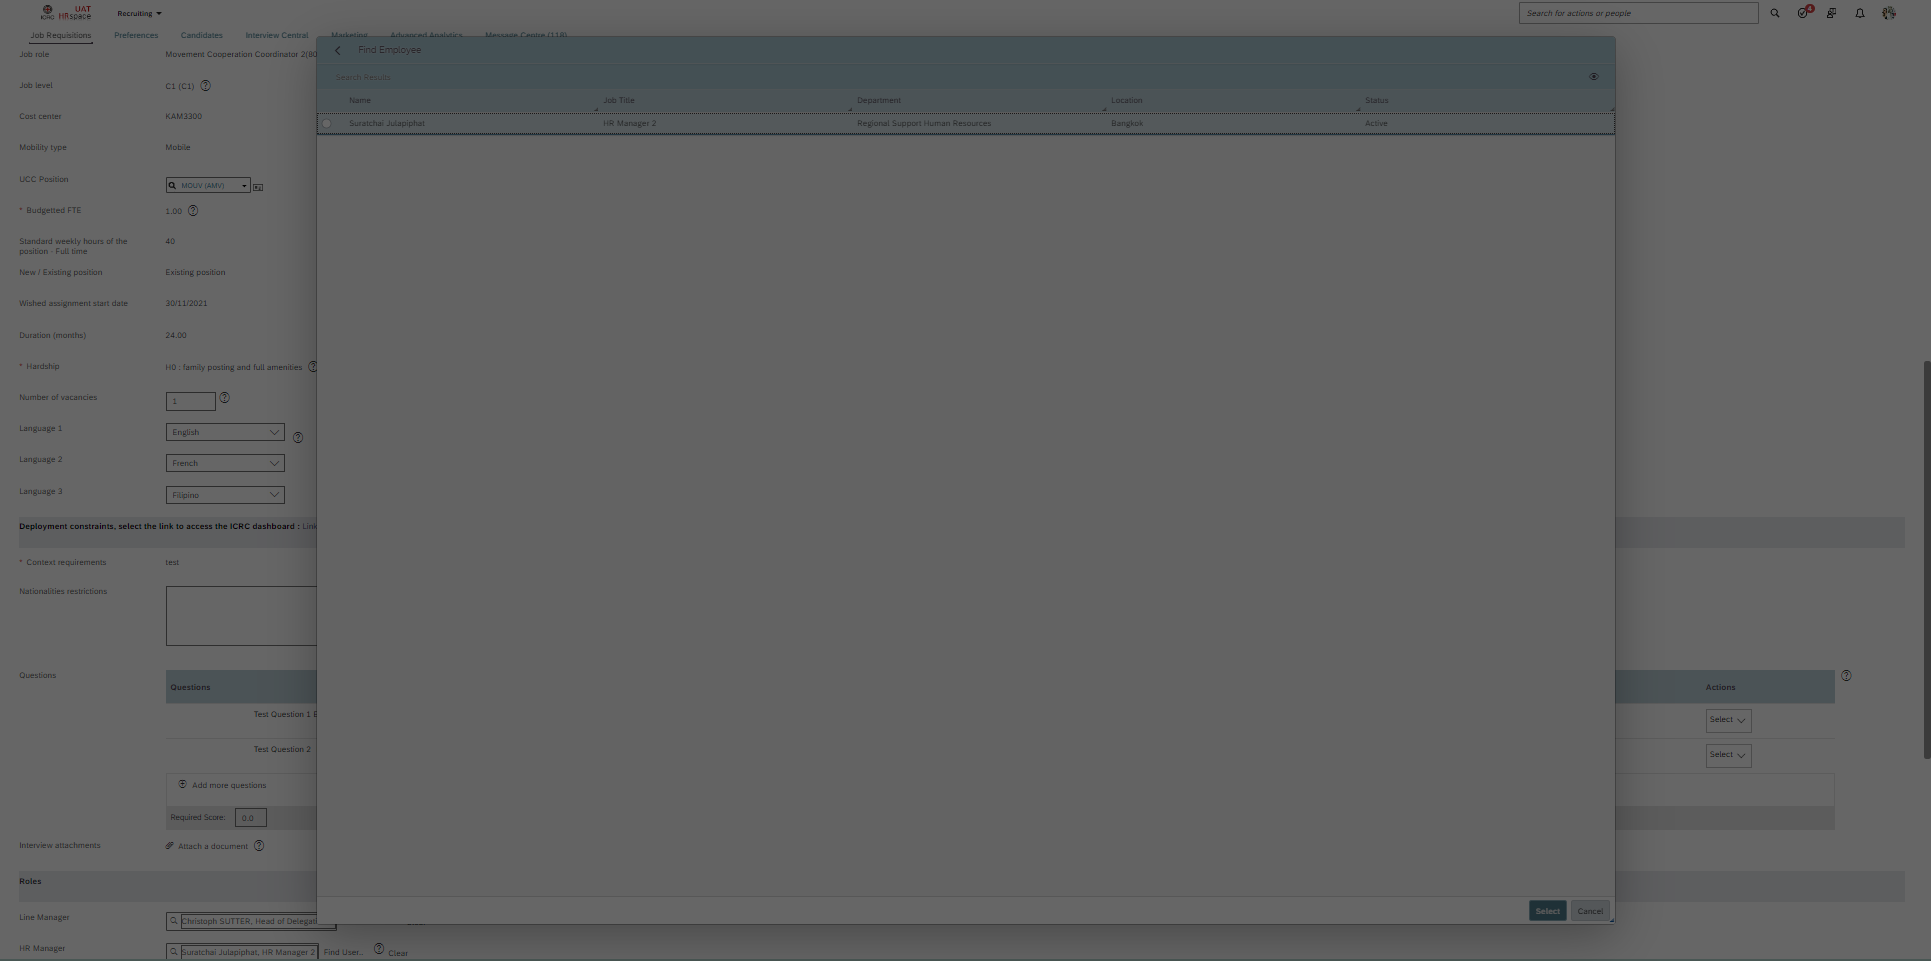 ICRC
UAT
HRspace
Recruiting
Search for actions or people
4
Job Requisitions
Preferences
Candidates
Interview Central
Marketing
Advanced Analytics
Message Centre (118)
Job role
Movement Cooperation Coordinator 2(80
Job level
C1 (C1)
Cost center
KAM3300
Mobility type
Mobile
UCC Position
MOUV (AMV)
* Budgetted FTE
1.00
Standard weekly hours of the
position - Full time
40
New / Existing position
Existing position
Wished assignment start date
30/11/2021
Duration (months)
24.00
* Hardship
H0 : family posting and full amenities
Number of vacancies
1
Language 1
English
Language 2
French
Language 3
Filipino
Deployment constraints, select the link to access the ICRC dashboard : Link
* Context requirements
test
Nationalities restrictions
Questions
Questions
Actions
Test Question 1 E
Select
Test Question 2
Select
Add more questions
Required Score:
0.0
Interview attachments
Attach a document
Roles
Line Manager
Christoph SUTTER, Head of Delegati
HR Manager
Suratchai Julapiphat, HR Manager 2
Find User...
Clear
Find Employee
Search Results
Name
Job Title
Department
Location
Status
Suratchai Julapiphat
HR Manager 2
Regional Support Human Resources
Bangkok
Active
Select
Cancel